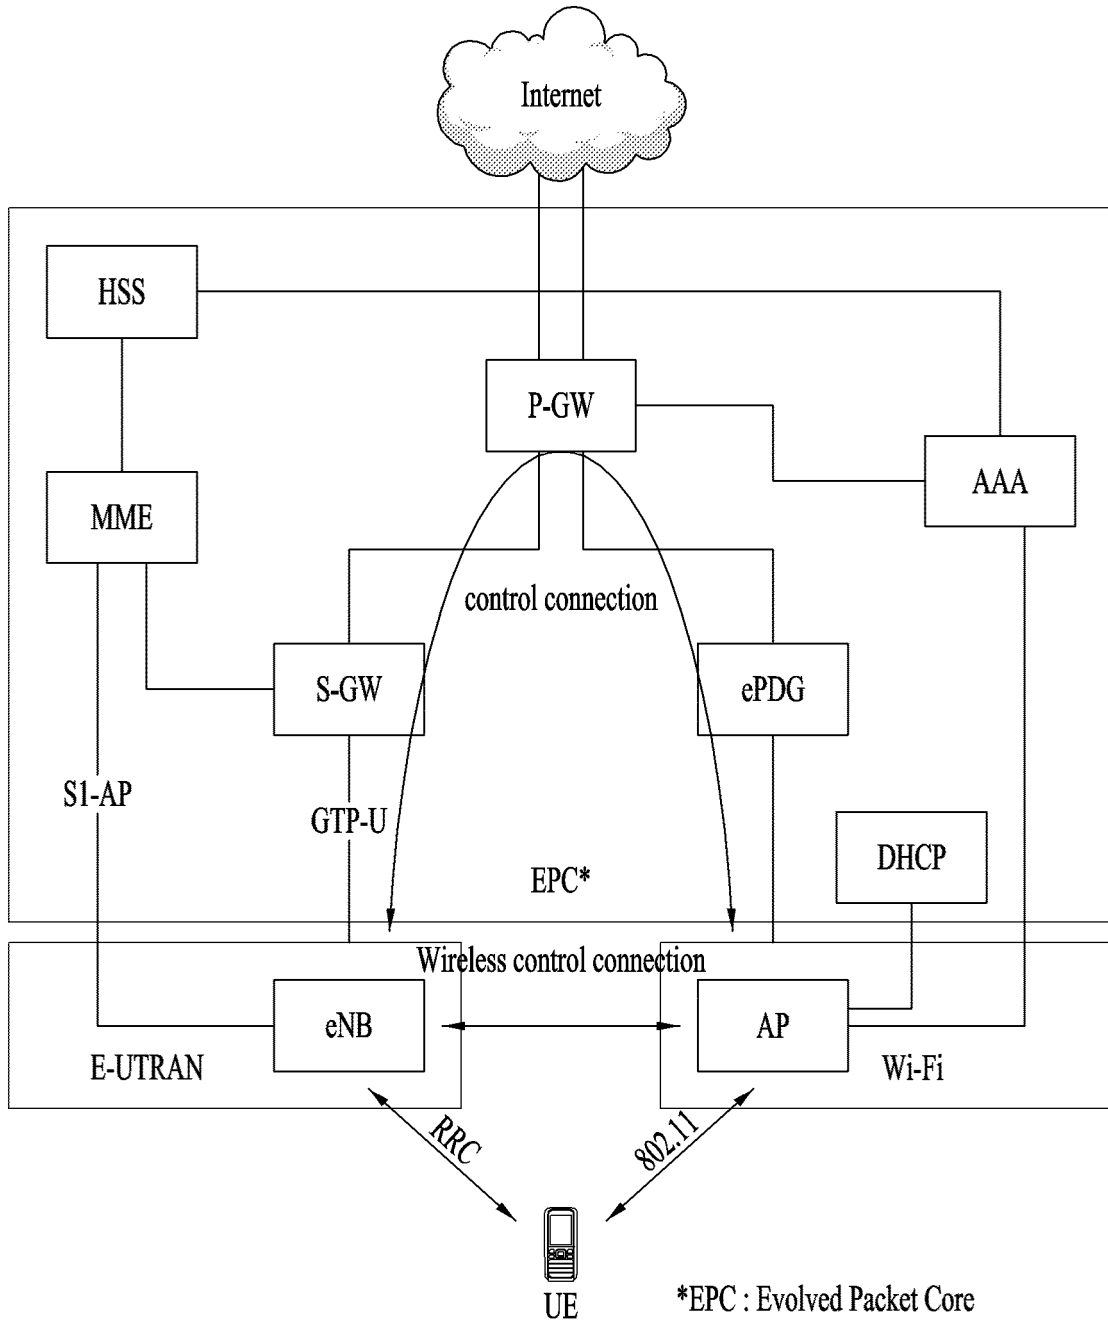 Internet
HSS
P-GW
AAA
MME
control connection
S-GW
ePDG
S1-AP
GTP-U
DHCP
EPC*
Wireless control connection
eNB
AP
E-UTRAN
Wi-Fi
RRC
802.11
UE
*EPC : Evolved Packet Core